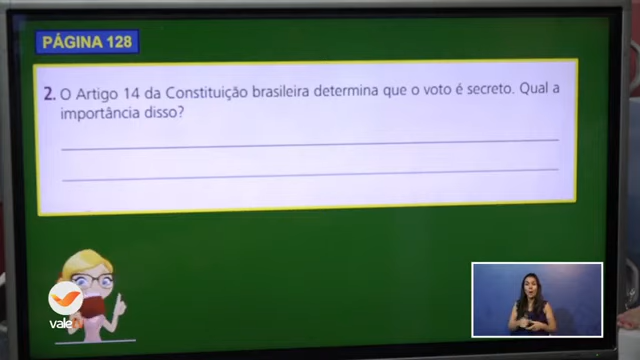 PÁGINA 128
2. O Artigo 14 da Constituição brasileira determina que o voto é secreto. Qual a
importância disso?
vale